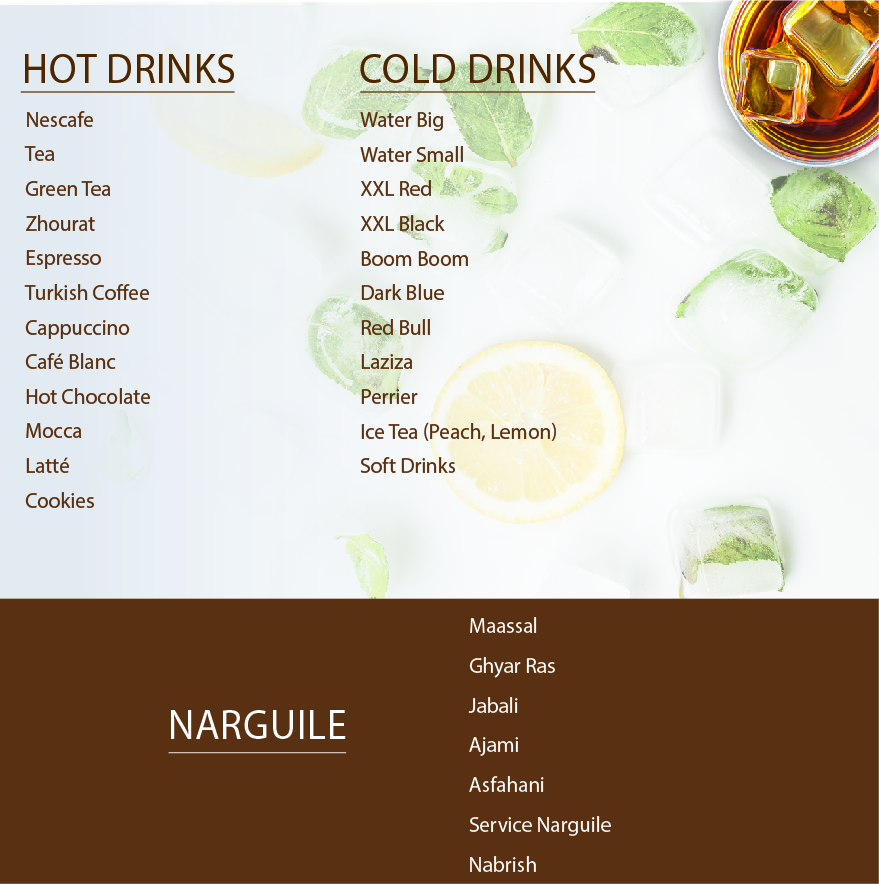 HOT DRINKS
Nescafe
Tea
Green Tea
Zhourat
Espresso
Turkish Coffee
Cappuccino
Café Blanc
Hot Chocolate
Mocca
Latté
Cookies
COLD DRINKS
Water Big
Water Small
XXL Red
XXL Black
Boom Boom
Dark Blue
Red Bull
Laziza
Perrier
Ice Tea (Peach, Lemon)
Soft Drinks
NARGUILE
Maassal
Ghyar Ras
Jabali
Ajami
Asfahani
Service Narguile
Nabrish